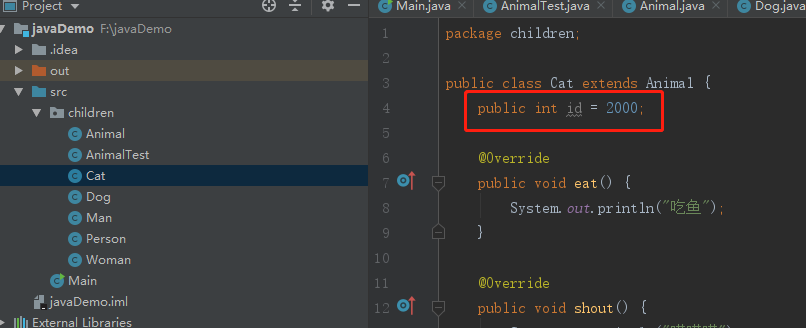 Project
Main.java
AnimalTest.java
Animal.java
Dog.java
javaDemo F:\javaDemo
.idea
out
src
children
Animal
AnimalTest
Cat
Dog
Man
Person
Woman
Main
javaDemo.iml
External Libraries
1 package children;
2
3 public class Cat extends Animal {
4 public int id = 2000;
5
6 @Override
7 public void eat() {
8 System.out.println("吃鱼");
9 }
10
11 @Override
12 public void shout() {